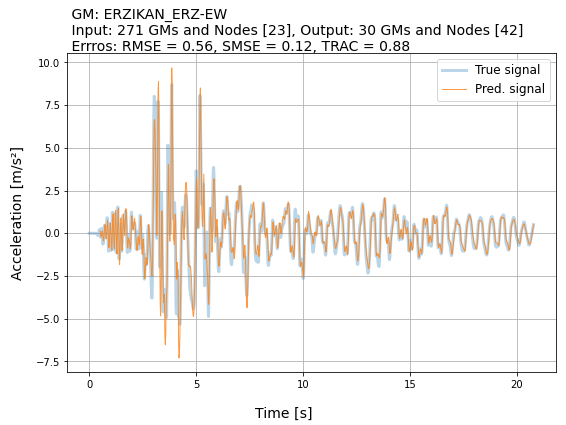 GM: ERZIKAN_ERZ-EW
Input: 271 GMs and Nodes [23], Output: 30 GMs and Nodes [42]
Errros: RMSE = 0.56, SMSE = 0.12, TRAC = 0.88
True signal
Pred. signal
Acceleration [m/s²]
10.0
7.5
5.0
2.5
0.0
−2.5
−5.0
−7.5
0 5 10 15 20
Time [s]